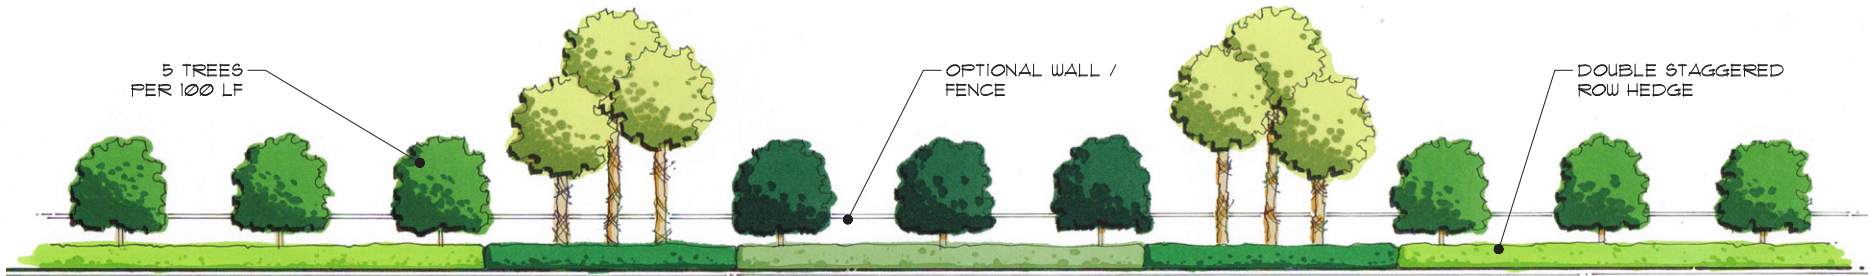 5 TREES
PER 100 LF
OPTIONAL WALL /
FENCE
DOUBLE STAGGERED
ROW HEDGE